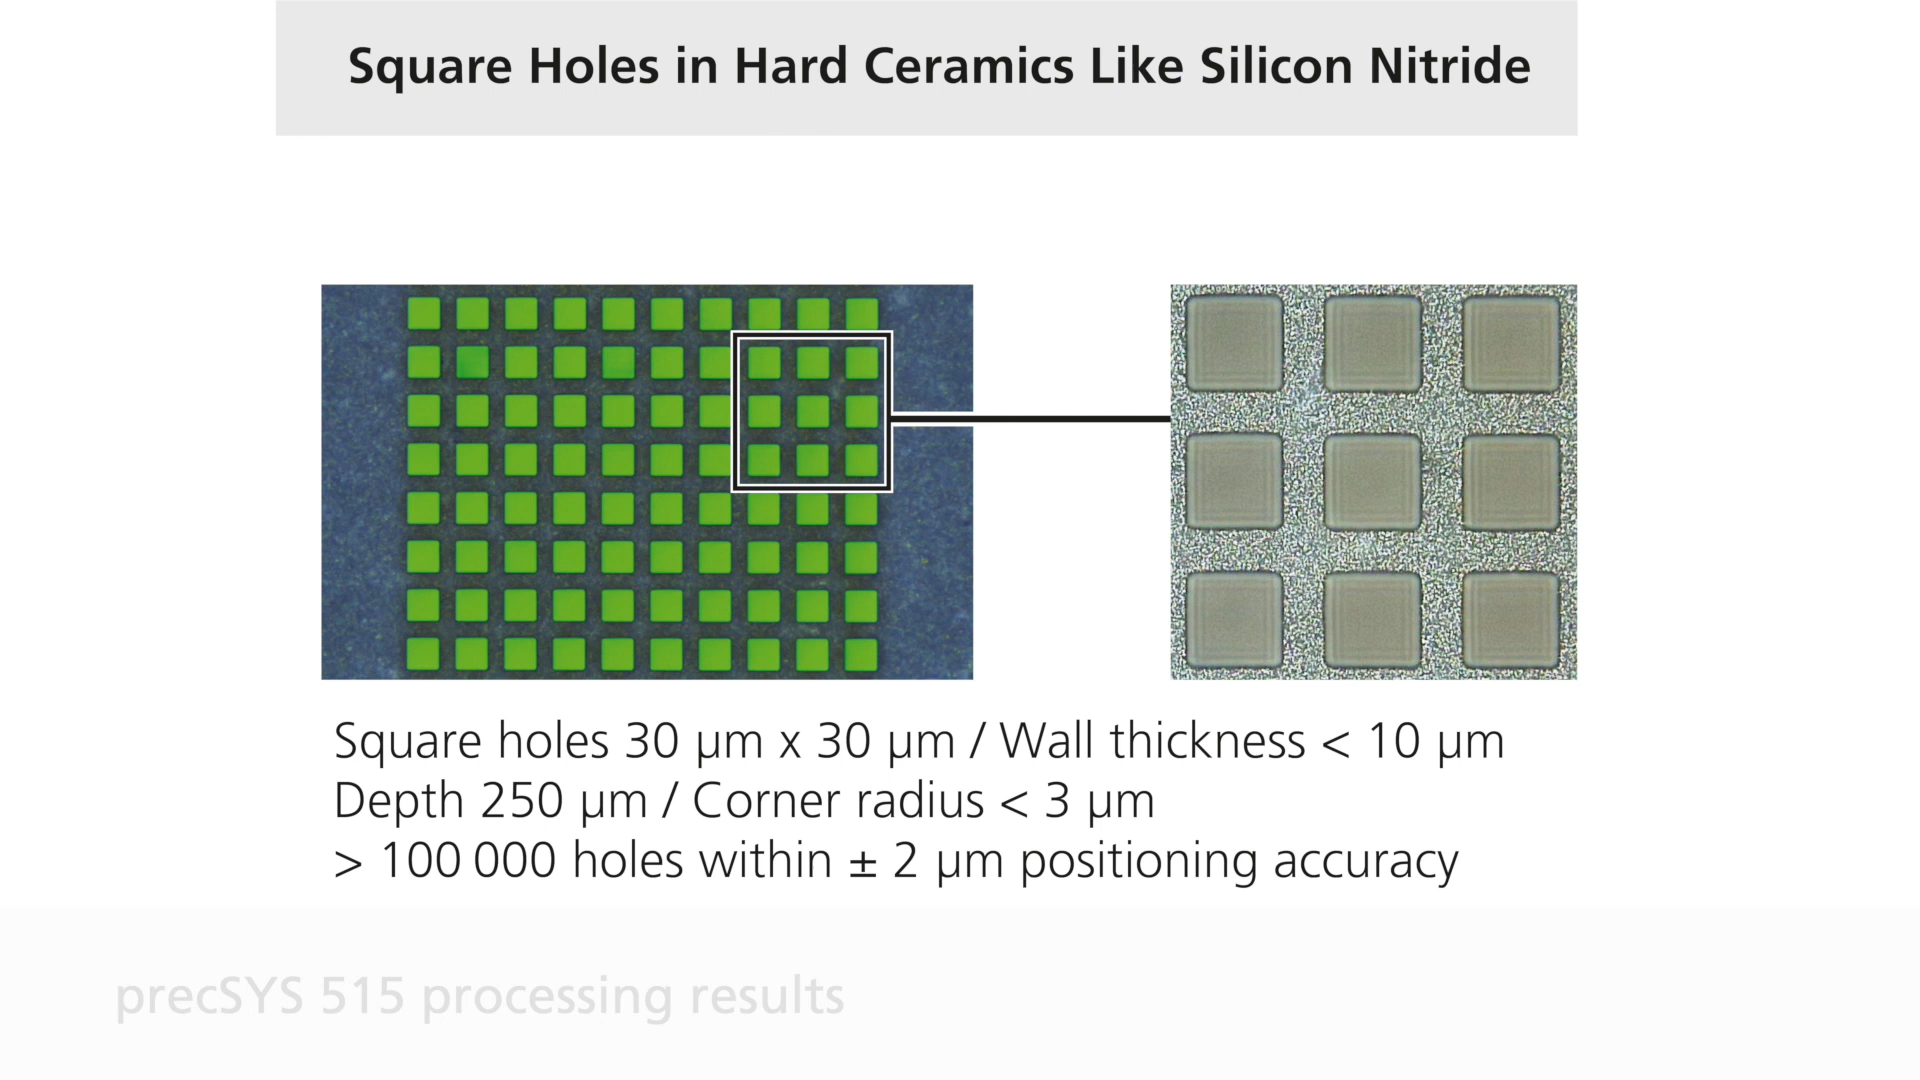 Square Holes in Hard Ceramics Like Silicon Nitride
Square holes 30 µm x 30 µm / Wall thickness < 10 µm
Depth 250 µm / Corner radius < 3 µm
> 100 000 holes within ± 2 µm positioning accuracy
precSYS 515 processing results